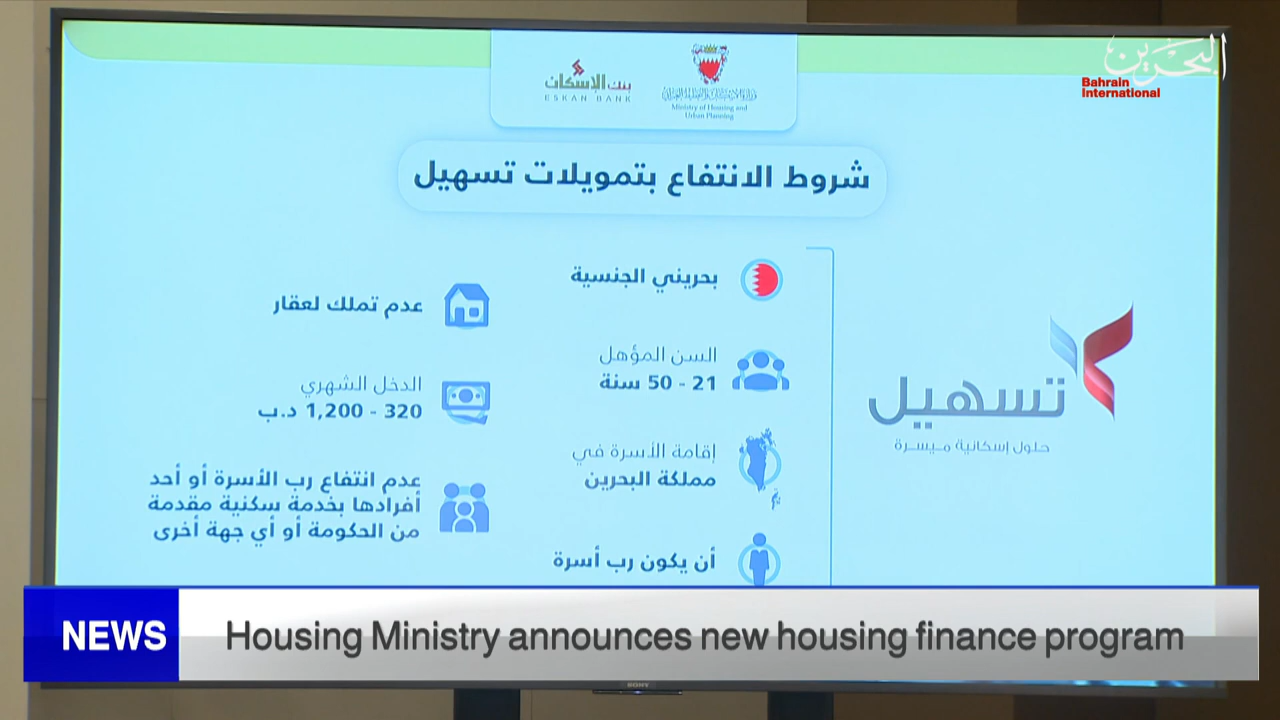 البحرين
Bahrain
International
بنك الإسكان
ESKAN BANK
Ministry of Housing and
Urban Planning
شروط الانتفاع بتمويلات تسهيل
بحريني الجنسية
السن المؤهل
21 - 50 سنة
إقامة الأسرة في
مملكة البحرين
أن يكون رب أسرة
عدم تملك لعقار
الدخل الشهري
320 - 1,200 د.ب
عدم انتفاع رب الأسرة أو أحد
أفرادها بخدمة سكنية مقدمة
من الحكومة أو أي جهة أخرى
تسهيل
حلول إسكانية ميسرة
NEWS
Housing Ministry announces new housing finance program
SONY